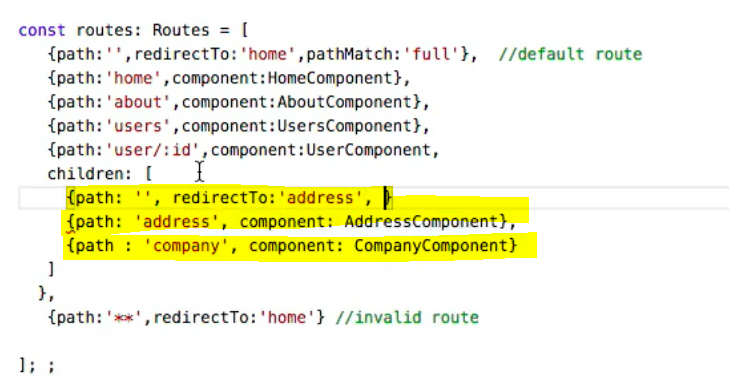 const routes: Routes = [
{path:'',redirectTo:'home',pathMatch:'full'}, //default route
{path:'home',component:HomeComponent},
{path:'about',component:AboutComponent},
{path:'users',component:UsersComponent},
{path:'user/:id',component:UserComponent,
children: [
{path: '', redirectTo:'address', }
{path: 'address', component: AddressComponent},
{path : 'company', component: CompanyComponent}
]
},
{path:'**',redirectTo:'home'} //invalid route
]; ;